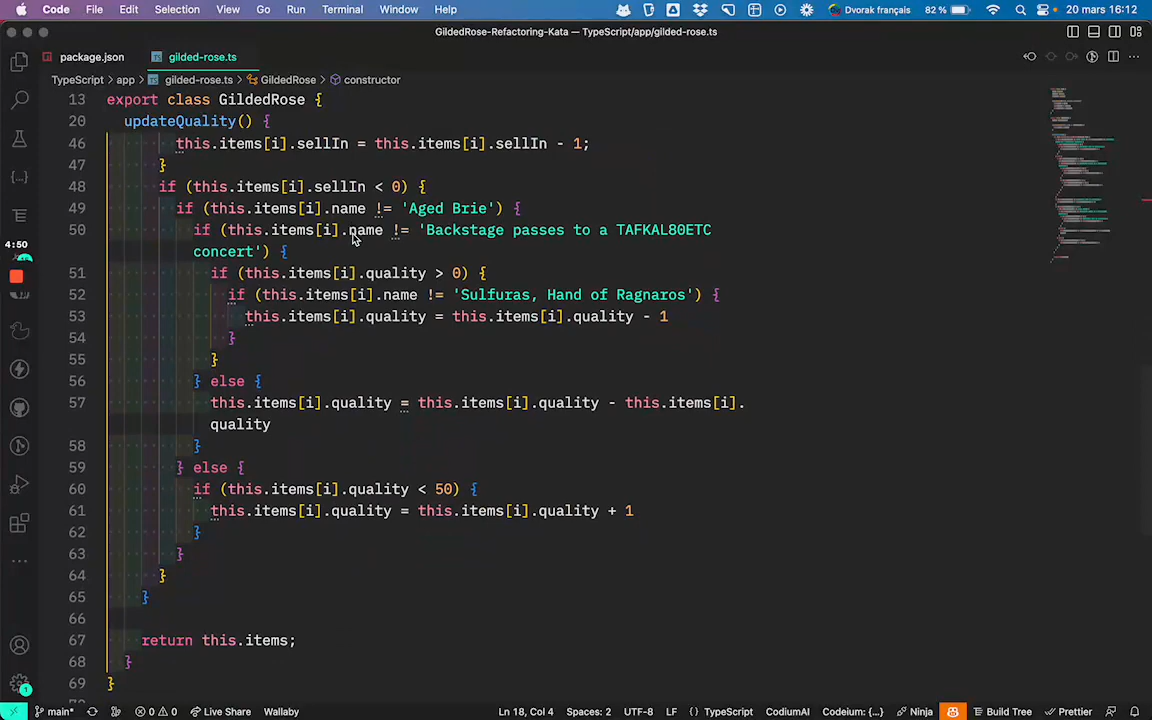 Code File Edit Selection View Go Run Terminal Window Help Dvorak français 82 % 20 mars 16:12
GildedRose-Refactoring-Kata — TypeScript/app/gilded-rose.ts
package.json gilded-rose.ts
TypeScript > app > gilded-rose.ts > GildedRose > constructor
13 export class GildedRose {
20 updateQuality() {
46 this.items[i].sellIn = this.items[i].sellIn - 1;
47 }
48 if (this.items[i].sellIn < 0) {
49 if (this.items[i].name != 'Aged Brie') {
50 if (this.items[i].name != 'Backstage passes to a TAFKAL80ETC
concert') {
51 if (this.items[i].quality > 0) {
52 if (this.items[i].name != 'Sulfuras, Hand of Ragnaros') {
53 this.items[i].quality = this.items[i].quality - 1
54 }
55 }
56 } else {
57 this.items[i].quality = this.items[i].quality - this.items[i].
quality
58 }
59 } else {
60 if (this.items[i].quality < 50) {
61 this.items[i].quality = this.items[i].quality + 1
62 }
63 }
64 }
65 }
66
67 return this.items;
68 }
69 }
4:50
1
main* 0 0 Live Share Wallaby Ln 18, Col 4 Spaces: 2 UTF-8 LF { } TypeScript CodiumAI Codeium: {...} Ninja Build Tree Prettier